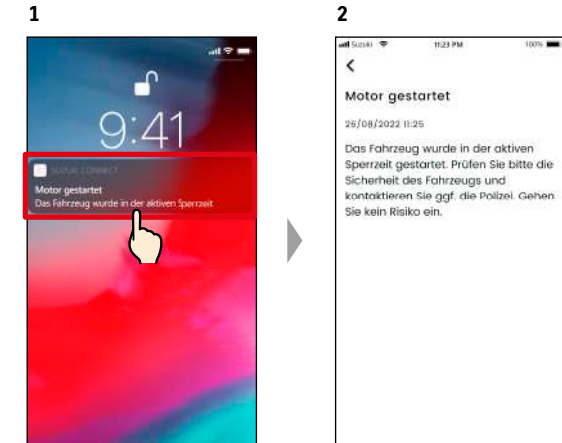 1
9:41
SUZUKI CONNECT
Motor gestartet
Das Fahrzeug wurde in der aktiven Sperrzeit
2
Suzuki 11:23 PM 100%
Motor gestartet
26/08/2022 11:25
Das Fahrzeug wurde in der aktiven
Sperrzeit gestartet. Prüfen Sie bitte die
Sicherheit des Fahrzeugs und
kontaktieren Sie ggf. die Polizei. Gehen
Sie kein Risiko ein.